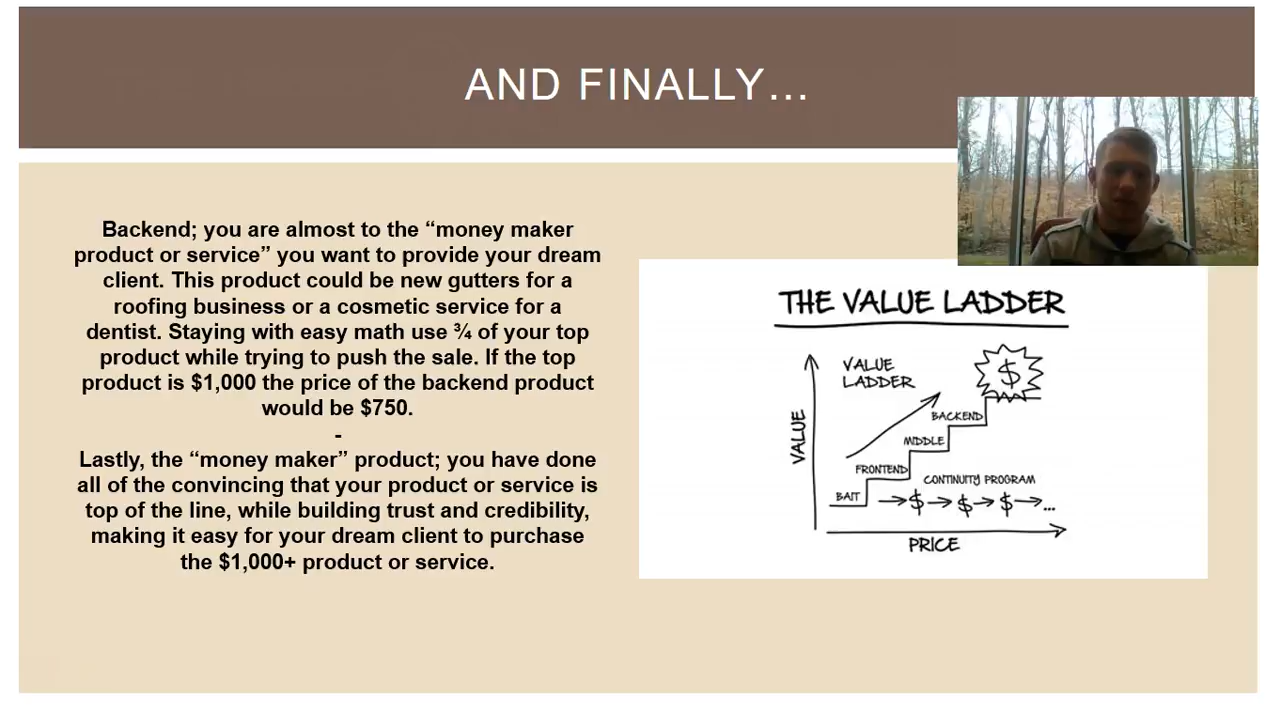 AND FINALLY...
Backend; you are almost to the “money maker
product or service” you want to provide your dream
client. This product could be new gutters for a
roofing business or a cosmetic service for a
dentist. Staying with easy math use ¾ of your top
product while trying to push the sale. If the top
product is $1,000 the price of the backend product
would be $750.
-
Lastly, the “money maker” product; you have done
all of the convincing that your product or service is
top of the line, while building trust and credibility,
making it easy for your dream client to purchase
the $1,000+ product or service.
THE VALUE LADDER
VALUE
LADDER
$
BACKEND
MIDDLE
FRONTEND
BAIT
CONTINUITY PROGRAM
$ $ $ ...
VALUE
PRICE